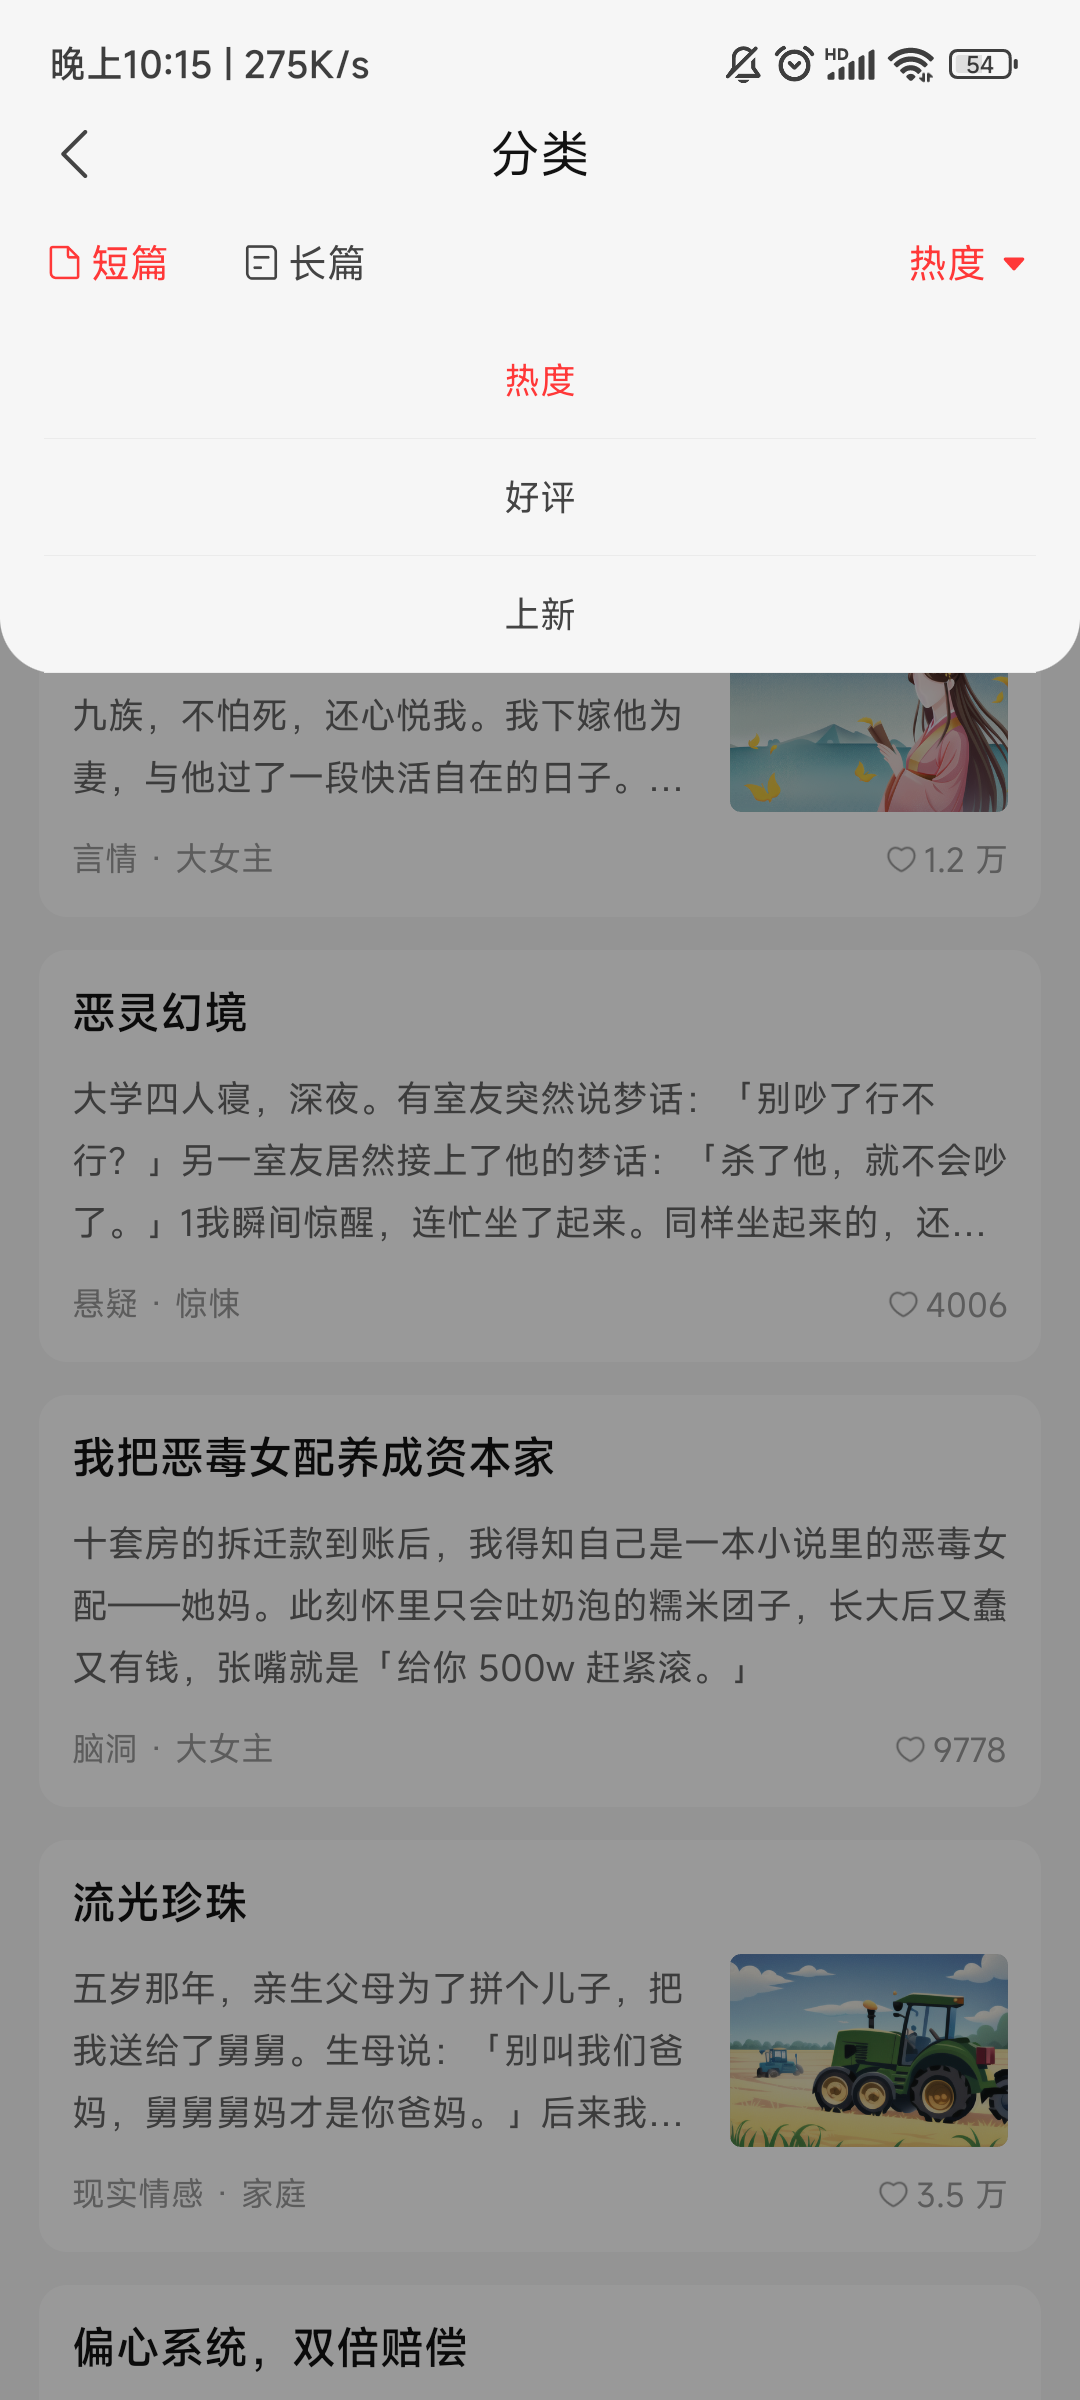 晚上10:15 | 275K/s
HD
54
分类
短篇
长篇
热度
热度
好评
上新
九族，不怕死，还心悦我。我下嫁他为
妻，与他过了一段快活自在的日子。...
言情 · 大女主
1.2 万
恶灵幻境
大学四人寝，深夜。有室友突然说梦话：「别吵了行不
行？」另一室友居然接上了他的梦话：「杀了他，就不会吵
了。」1我瞬间惊醒，连忙坐了起来。同样坐起来的，还...
悬疑 · 惊悚
4006
我把恶毒女配养成资本家
十套房的拆迁款到账后，我得知自己是一本小说里的恶毒女
配——她妈。此刻怀里只会吐奶泡的糯米团子，长大后又蠢
又有钱，张嘴就是「给你 500w 赶紧滚。」
脑洞 · 大女主
9778
流光珍珠
五岁那年，亲生父母为了拼个儿子，把
我送给了舅舅。生母说：「别叫我们爸
妈，舅舅舅妈才是你爸妈。」后来我...
现实情感 · 家庭
3.5 万
偏心系统，双倍赔偿